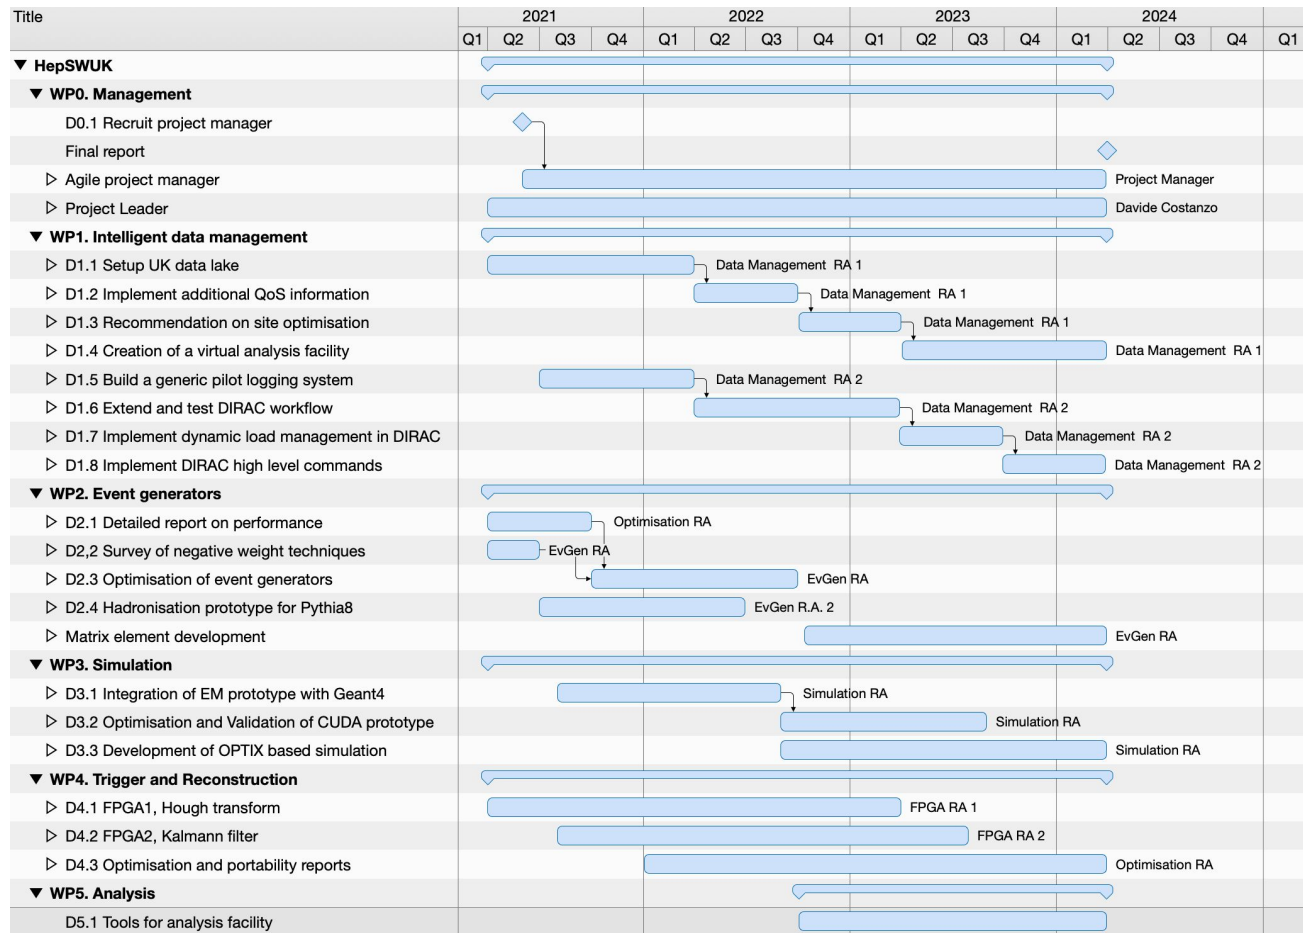 Title 2021 2022 2023 2024
Q1 Q2 Q3 Q4 Q1 Q2 Q3 Q4 Q1 Q2 Q3 Q4 Q1 Q2 Q3 Q4 Q1
HepSWUK
WP0. Management
D0.1 Recruit project manager
Final report
Agile project manager Project Manager
Project Leader Davide Costanzo
WP1. Intelligent data management
D1.1 Setup UK data lake Data Management RA 1
D1.2 Implement additional QoS information Data Management RA 1
D1.3 Recommendation on site optimisation Data Management RA 1
D1.4 Creation of a virtual analysis facility Data Management RA 1
D1.5 Build a generic pilot logging system Data Management RA 2
D1.6 Extend and test DIRAC workflow Data Management RA 2
D1.7 Implement dynamic load management in DIRAC Data Management RA 2
D1.8 Implement DIRAC high level commands Data Management RA 2
WP2. Event generators
D2.1 Detailed report on performance Optimisation RA
D2,2 Survey of negative weight techniques EvGen RA
D2.3 Optimisation of event generators EvGen RA
D2.4 Hadronisation prototype for Pythia8 EvGen R.A. 2
Matrix element development EvGen RA
WP3. Simulation
D3.1 Integration of EM prototype with Geant4 Simulation RA
D3.2 Optimisation and Validation of CUDA prototype Simulation RA
D3.3 Development of OPTIX based simulation Simulation RA
WP4. Trigger and Reconstruction
D4.1 FPGA1, Hough transform FPGA RA 1
D4.2 FPGA2, Kalmann filter FPGA RA 2
D4.3 Optimisation and portability reports Optimisation RA
WP5. Analysis
D5.1 Tools for analysis facility